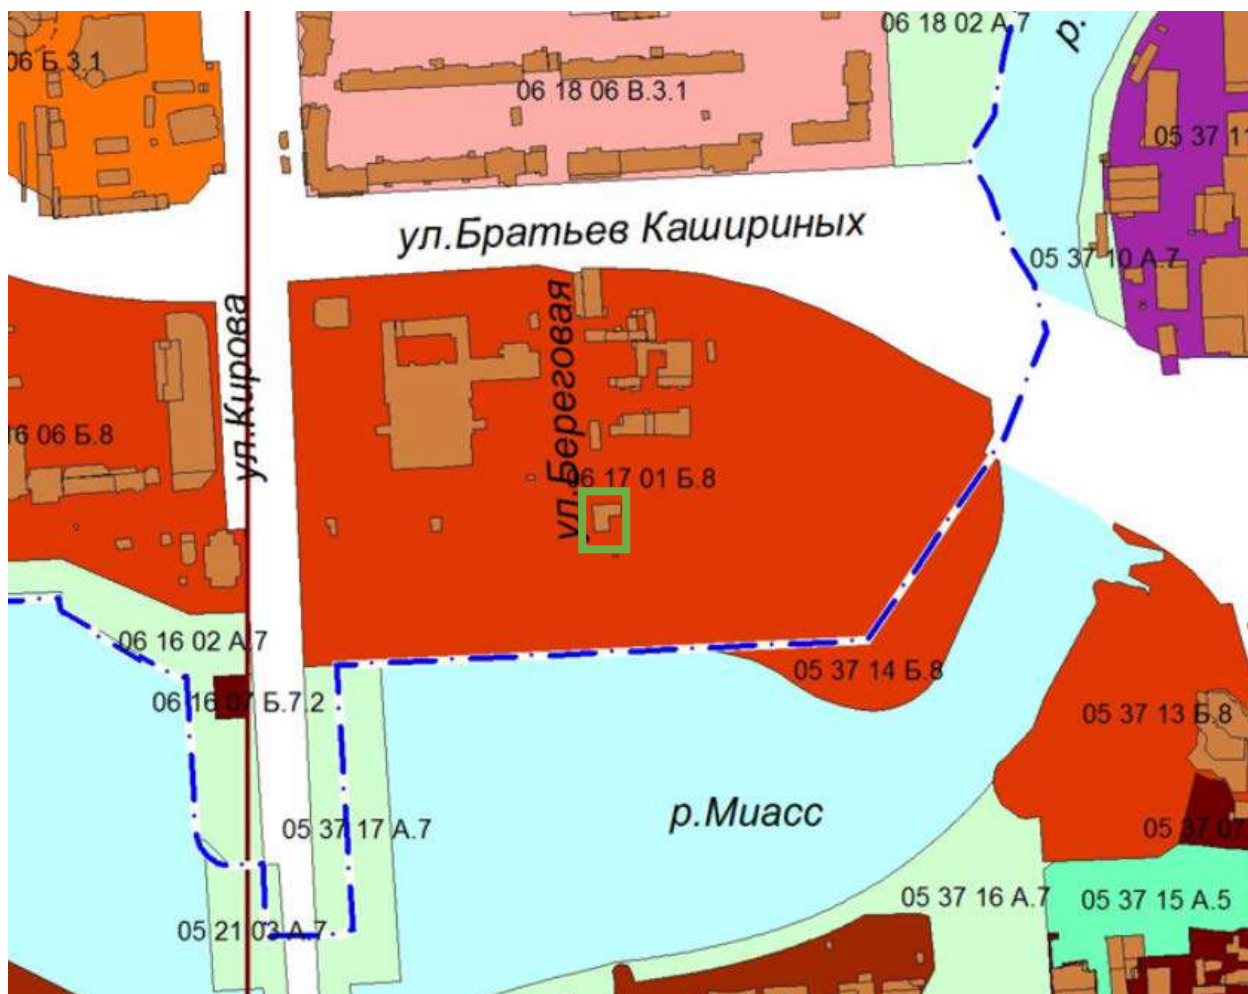 06 18 02 А.7
р.
06 Б.3.1
06 18 06 В.3.1
05 37 11
ул.Братьев Кашириных
05 37 10 А.7
ул.Кирова
ул.Береговая
16 06 Б.8
06 17 01 Б.8
06 16 02 А.7
05 37 14 Б.8
06 16 07 Б.7.2
05 37 13 Б.8
р.Миасс
05 37 17 А.7
05 37 07
05 37 16 А.7
05 37 15 А.5
05 21 03 А.7